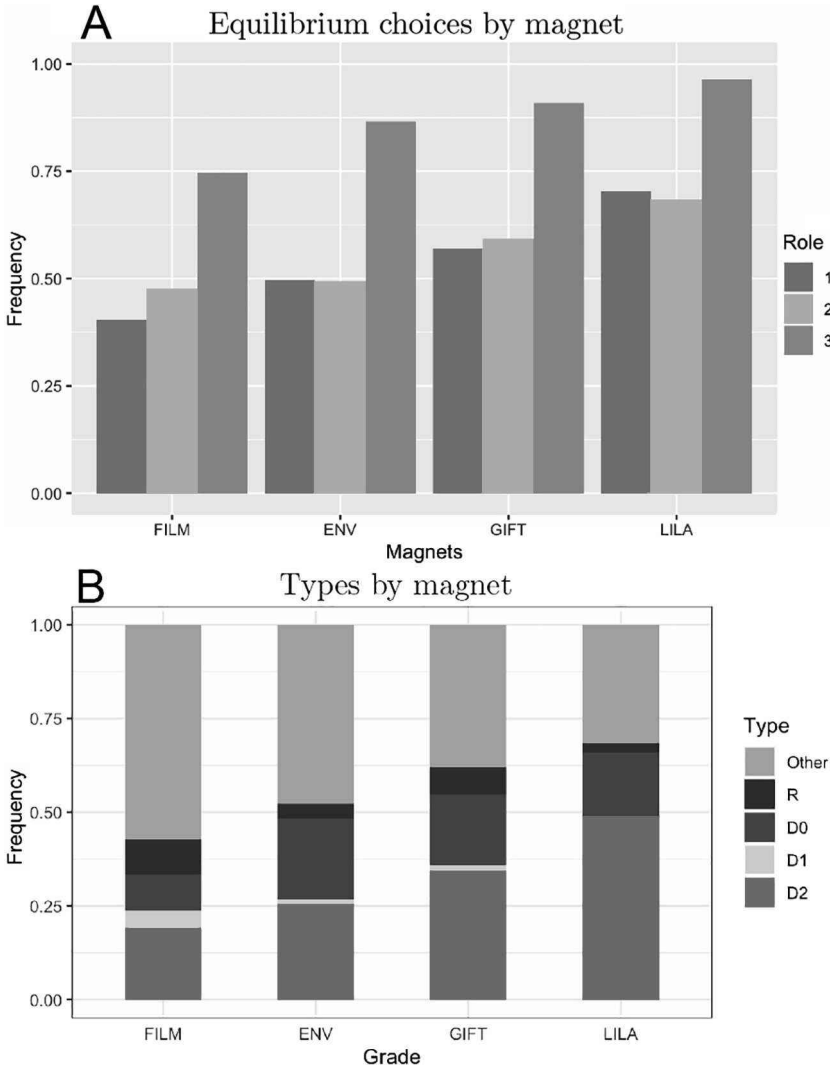 A
Equilibrium choices by magnet
1.00
0.75
0.50
0.25
0.00
Frequency
FILM ENV GIFT LILA
Magnets
Role
1
2
3
B
Types by magnet
1.00
0.75
0.50
0.25
0.00
Frequency
FILM ENV GIFT LILA
Grade
Type
Other
R
D0
D1
D2